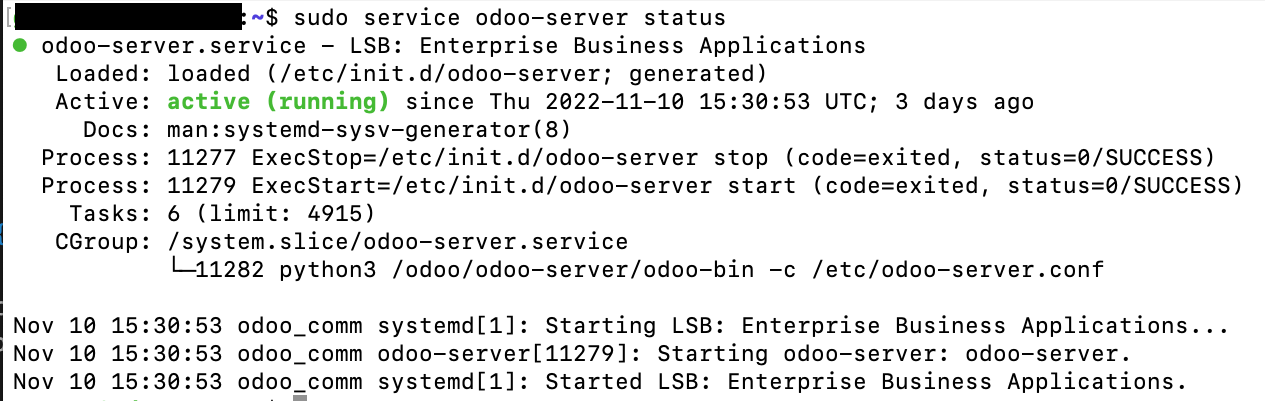 :~$ sudo service odoo-server status
● odoo-server.service - LSB: Enterprise Business Applications
Loaded: loaded (/etc/init.d/odoo-server; generated)
Active: active (running) since Thu 2022-11-10 15:30:53 UTC; 3 days ago
Docs: man:systemd-sysv-generator(8)
Process: 11277 ExecStop=/etc/init.d/odoo-server stop (code=exited, status=0/SUCCESS)
Process: 11279 ExecStart=/etc/init.d/odoo-server start (code=exited, status=0/SUCCESS)
Tasks: 6 (limit: 4915)
CGroup: /system.slice/odoo-server.service
└─11282 python3 /odoo/odoo-server/odoo-bin -c /etc/odoo-server.conf
Nov 10 15:30:53 odoo_comm systemd[1]: Starting LSB: Enterprise Business Applications...
Nov 10 15:30:53 odoo_comm odoo-server[11279]: Starting odoo-server: odoo-server.
Nov 10 15:30:53 odoo_comm systemd[1]: Started LSB: Enterprise Business Applications.